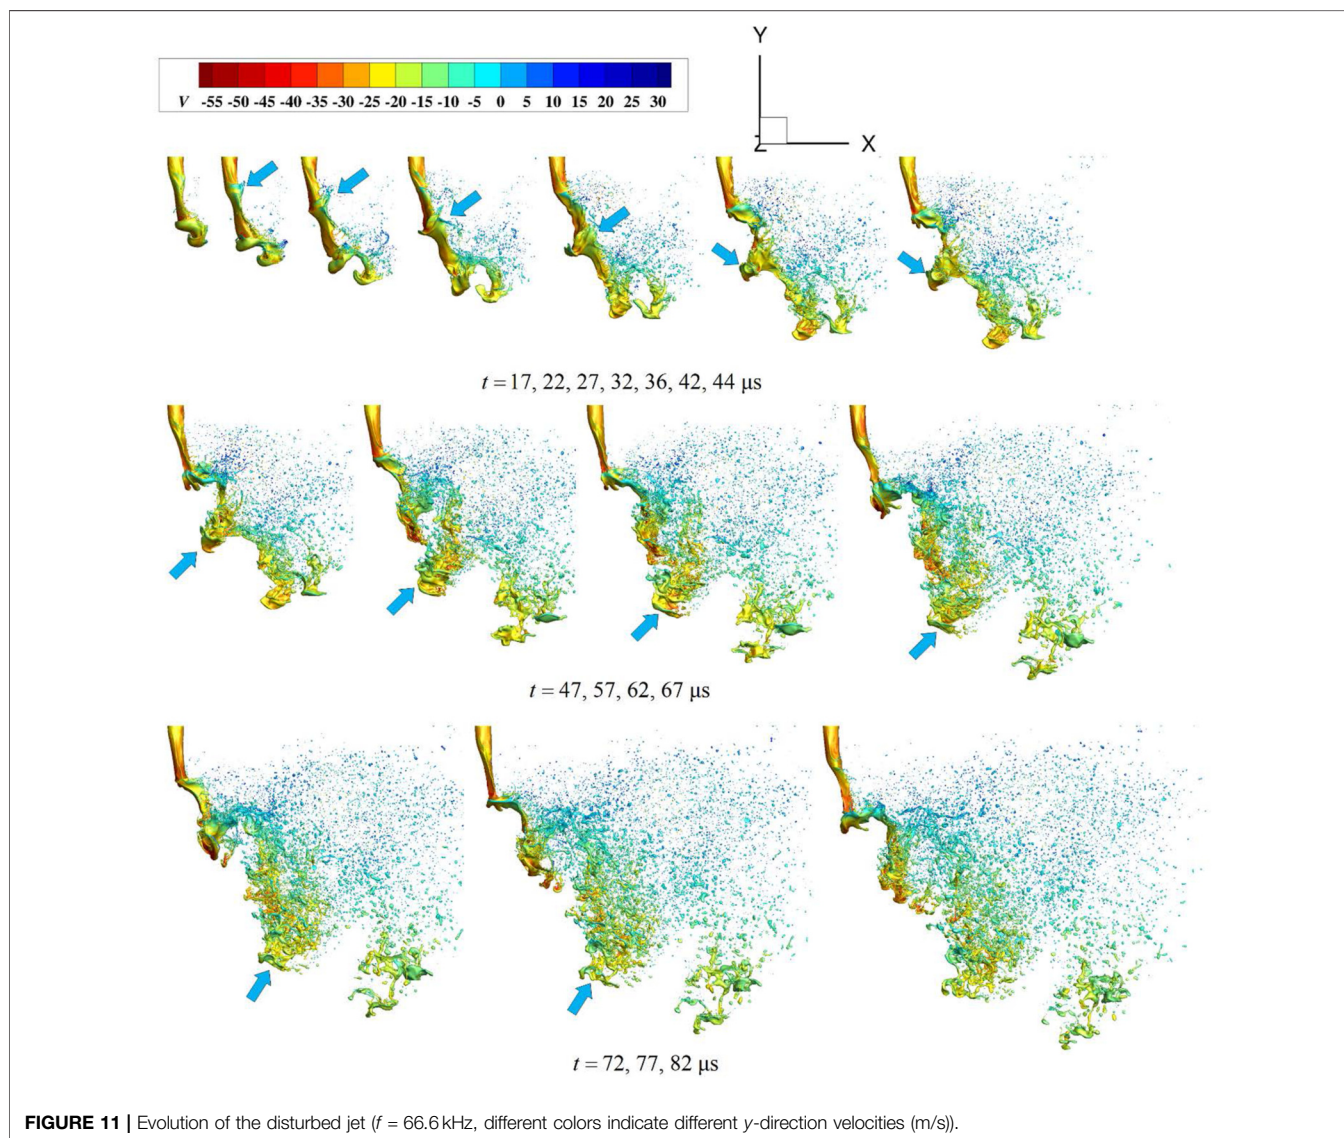 Y
V -55 -50 -45 -40 -35 -30 -25 -20 -15 -10 -5 0 5 10 15 20 25 30
Z X
t = 17, 22, 27, 32, 36, 42, 44 μs
t = 47, 57, 62, 67 μs
t = 72, 77, 82 μs
FIGURE 11 | Evolution of the disturbed jet (f = 66.6 kHz, different colors indicate different y-direction velocities (m/s)).